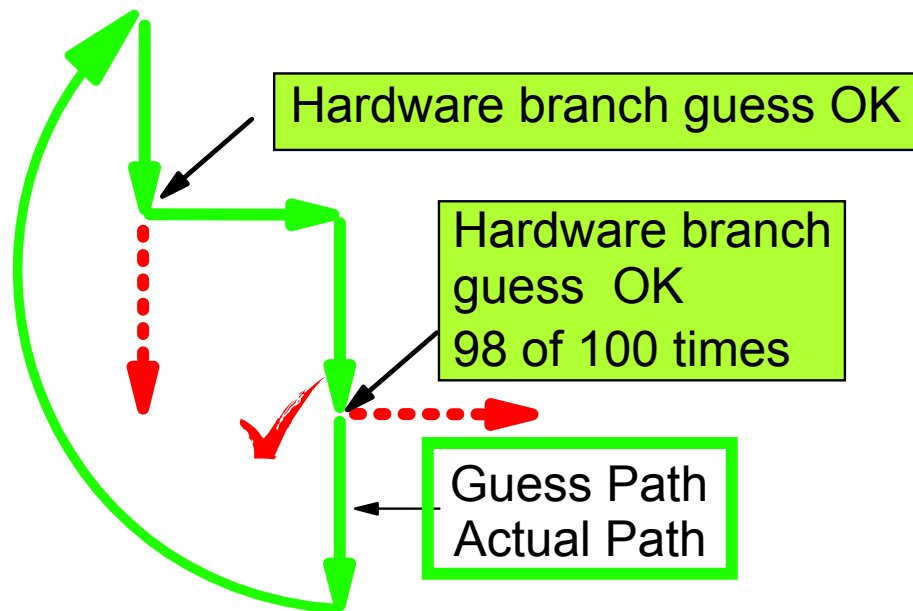 Hardware branch guess OK
Hardware branch
guess OK
98 of 100 times
Guess Path
Actual Path